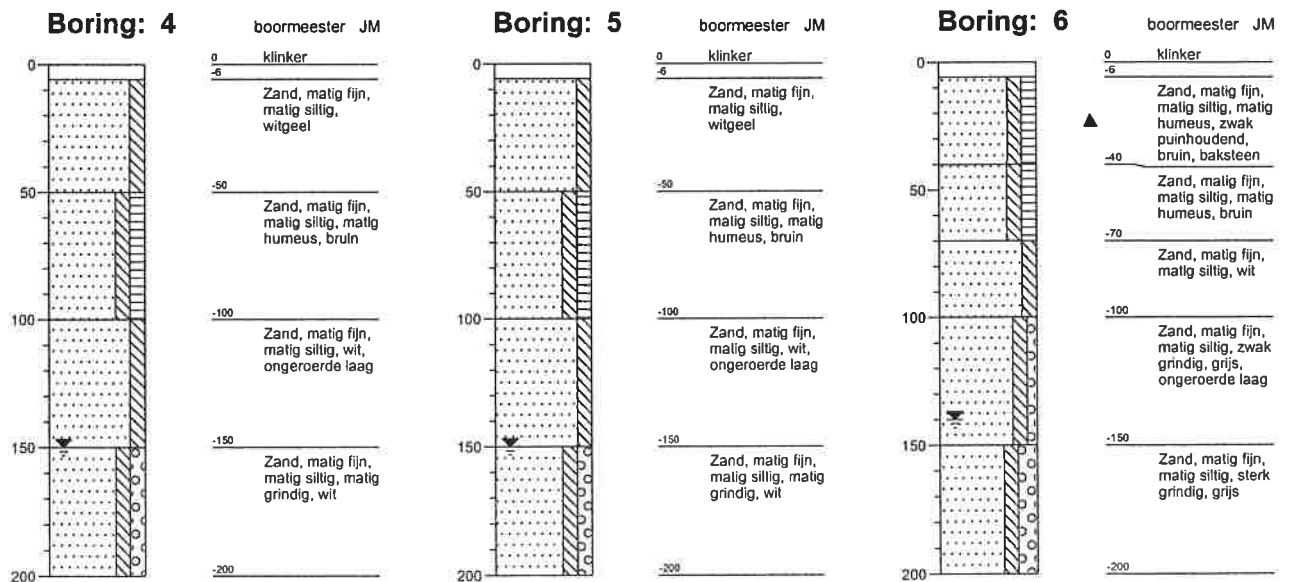 Boring: 4
boormeester JM
0
50
100
150
200
0
klinker
-6
Zand, matig fijn,
matig siltig,
witgeel
-50
Zand, matig fijn,
matig siltig, matig
humeus, bruin
-100
Zand, matig fijn,
matig siltig, wit,
ongeroerde laag
-150
Zand, matig fijn,
matig siltig, matig
grindig, wit
-200
Boring: 5
boormeester JM
0
50
100
150
200
0
klinker
-6
Zand, matig fijn,
matig siltig,
witgeel
-50
Zand, matig fijn,
matig siltig, matig
humeus, bruin
-100
Zand, matig fijn,
matig siltig, wit,
ongeroerde laag
-150
Zand, matig fijn,
matig siltig, matig
grindig, wit
-200
Boring: 6
boormeester JM
0
50
100
150
200
0
klinker
-6
Zand, matig fijn,
matig siltig, matig
humeus, zwak
puinhoudend,
bruin, baksteen
-40
Zand, matig fijn,
matig siltig, matig
humeus, bruin
-70
Zand, matig fijn,
matig siltig, wit
-100
Zand, matig fijn,
matig siltig, zwak
grindig, grijs,
ongeroerde laag
-150
Zand, matig fijn,
matig siltig, sterk
grindig, grijs
-200